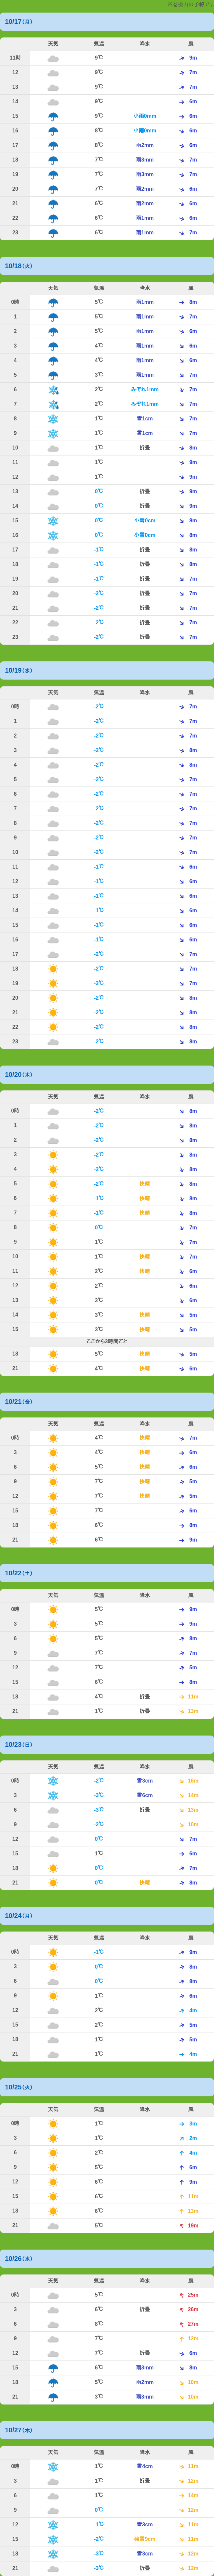 ※岩腰山の予報です
10/17(月)
天気 気温 降水 風
11時 9℃ 9m
12 9℃ 7m
13 9℃ 7m
14 9℃ 6m
15 9℃ 小雨0mm 6m
16 8℃ 小雨0mm 6m
17 8℃ 雨2mm 6m
18 7℃ 雨3mm 7m
19 7℃ 雨3mm 7m
20 7℃ 雨2mm 6m
21 6℃ 雨2mm 6m
22 6℃ 雨1mm 6m
23 6℃ 雨1mm 7m
10/18(火)
天気 気温 降水 風
0時 5℃ 雨1mm 8m
1 5℃ 雨1mm 7m
2 5℃ 雨1mm 6m
3 4℃ 雨1mm 6m
4 4℃ 雨1mm 6m
5 3℃ 雨1mm 7m
6 2℃ みぞれ1mm 7m
7 2℃ みぞれ1mm 7m
8 1℃ 雪1cm 7m
9 1℃ 雪1cm 7m
10 1℃ 折曇 8m
11 1℃ 9m
12 1℃ 9m
13 0℃ 折曇 9m
14 0℃ 折曇 9m
15 0℃ 小雪0cm 8m
16 0℃ 小雪0cm 8m
17 -1℃ 折曇 8m
18 -1℃ 折曇 8m
19 -1℃ 折曇 7m
20 -2℃ 折曇 7m
21 -2℃ 折曇 7m
22 -2℃ 折曇 7m
23 -2℃ 折曇 7m
10/19(水)
天気 気温 降水 風
0時 -2℃ 7m
1 -2℃ 7m
2 -2℃ 7m
3 -2℃ 8m
4 -2℃ 8m
5 -2℃ 7m
6 -2℃ 7m
7 -2℃ 7m
8 -2℃ 7m
9 -2℃ 7m
10 -2℃ 7m
11 -1℃ 6m
12 -1℃ 6m
13 -1℃ 6m
14 -1℃ 6m
15 -1℃ 6m
16 -1℃ 6m
17 -2℃ 7m
18 -2℃ 7m
19 -2℃ 7m
20 -2℃ 8m
21 -2℃ 8m
22 -2℃ 8m
23 -2℃ 8m
10/20(木)
天気 気温 降水 風
0時 -2℃ 8m
1 -2℃ 8m
2 -2℃ 8m
3 -2℃ 8m
4 -2℃ 8m
5 -2℃ 快晴 8m
6 -1℃ 快晴 8m
7 -1℃ 快晴 8m
8 0℃ 7m
9 1℃ 7m
10 1℃ 快晴 7m
11 2℃ 快晴 6m
12 2℃ 6m
13 3℃ 6m
14 3℃ 快晴 5m
15 3℃ 快晴 5m
ここから3時間ごと
18 5℃ 快晴 5m
21 4℃ 快晴 6m
10/21(金)
天気 気温 降水 風
0時 4℃ 快晴 7m
3 4℃ 快晴 6m
6 5℃ 快晴 6m
9 7℃ 快晴 5m
12 7℃ 快晴 5m
15 7℃ 6m
18 6℃ 8m
21 6℃ 9m
10/22(土)
天気 気温 降水 風
0時 5℃ 9m
3 5℃ 9m
6 5℃ 8m
9 7℃ 7m
12 7℃ 5m
15 6℃ 8m
18 4℃ 折曇 11m
21 1℃ 折曇 13m
10/23(日)
天気 気温 降水 風
0時 -2℃ 雪3cm 16m
3 -3℃ 雪6cm 14m
6 -3℃ 折曇 13m
9 -2℃ 10m
12 0℃ 7m
15 1℃ 6m
18 0℃ 7m
21 0℃ 快晴 8m
10/24(月)
天気 気温 降水 風
0時 -1℃ 9m
3 0℃ 8m
6 0℃ 8m
9 1℃ 6m
12 2℃ 4m
15 2℃ 5m
18 1℃ 5m
21 1℃ 4m
10/25(火)
天気 気温 降水 風
0時 1℃ 3m
3 1℃ 2m
6 2℃ 4m
9 5℃ 6m
12 6℃ 9m
15 6℃ 11m
18 6℃ 13m
21 5℃ 19m
10/26(水)
天気 気温 降水 風
0時 5℃ 25m
3 6℃ 折曇 26m
6 8℃ 27m
9 7℃ 12m
12 7℃ 折曇 6m
15 6℃ 雨3mm 8m
18 5℃ 雨2mm 10m
21 3℃ 雨3mm 10m
10/27(木)
天気 気温 降水 風
0時 1℃ 雪4cm 11m
3 1℃ 折曇 12m
6 1℃ 14m
9 0℃ 12m
12 -1℃ 雪3cm 11m
15 -2℃ 11m
18 -3℃ 雪3cm 12m
21 -3℃ 折曇 12m